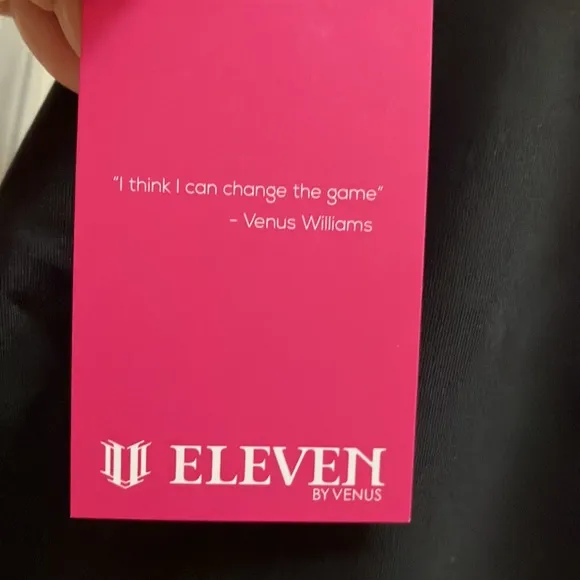 “I think I can change the game”
- Venus Williams
ELEVEN
BY VENUS